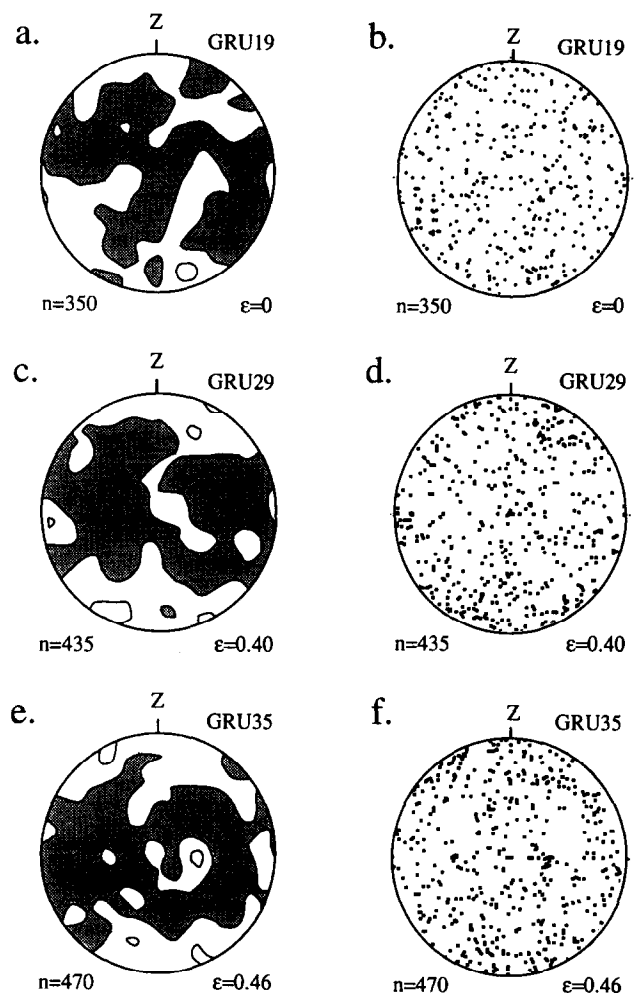 a. Z GRU19
n=350 ε=0
b. Z GRU19
n=350 ε=0
c. Z GRU29
n=435 ε=0.40
d. Z GRU29
n=435 ε=0.40
e. Z GRU35
n=470 ε=0.46
f. Z GRU35
n=470 ε=0.46